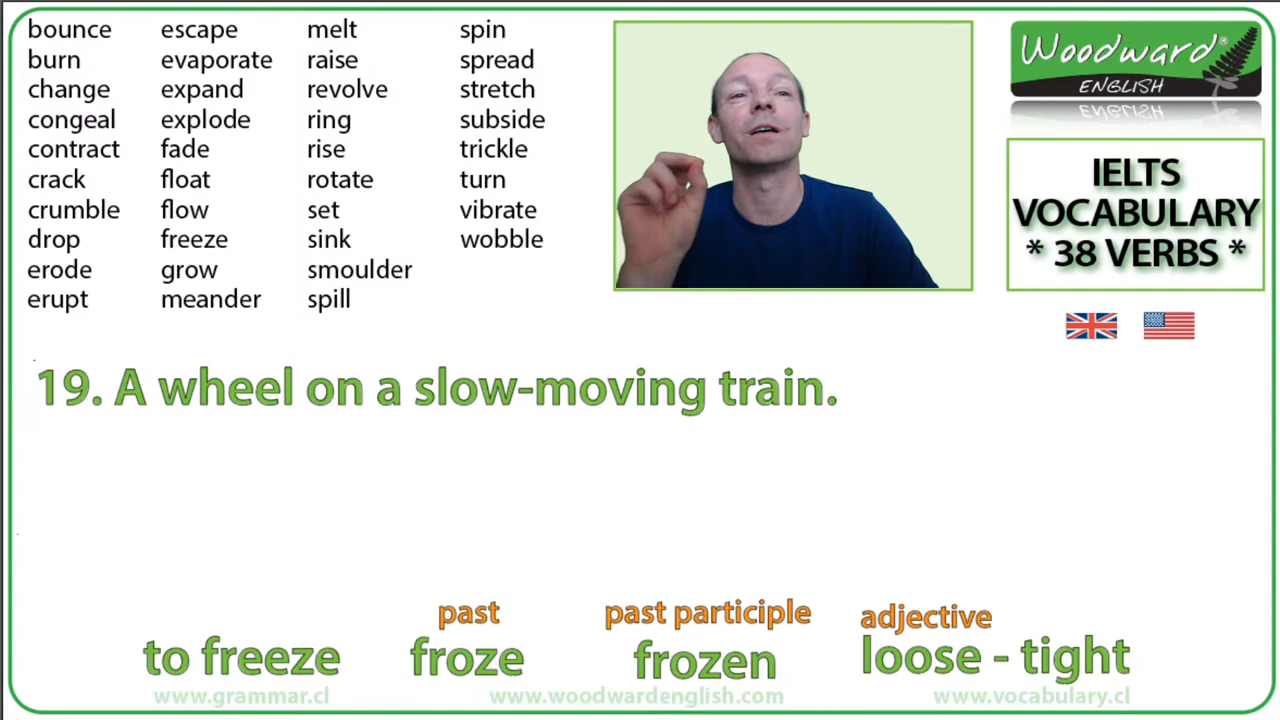 bounce escape melt spin
burn evaporate raise spread
change expand revolve stretch
congeal explode ring subside
contract fade rise trickle
crack float rotate turn
crumble flow set vibrate
drop freeze sink wobble
erode grow smoulder
erupt meander spill
Woodward®
ENGLISH
IELTS
VOCABULARY
* 38 VERBS *
19. A wheel on a slow-moving train.
past past participle adjective
to freeze froze frozen loose - tight
www.grammar.cl www.woodwardenglish.com www.vocabulary.cl